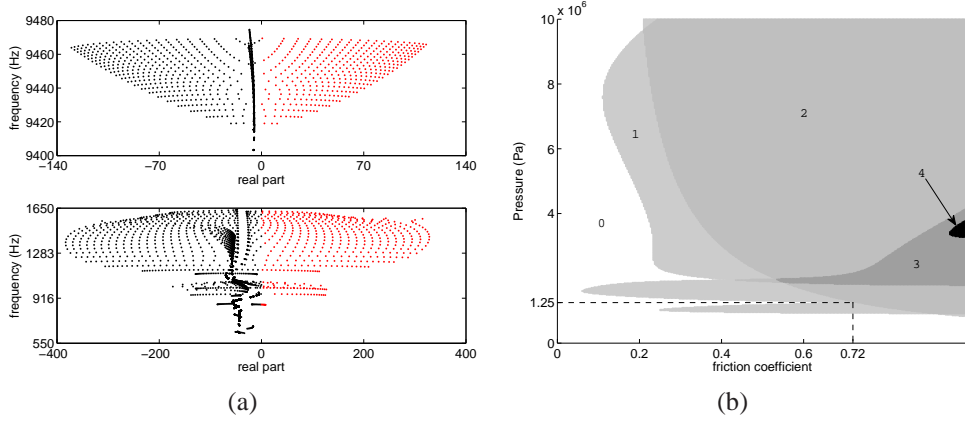 9480
9460
9440
9420
9400
frequency (Hz)
−140 −70 0 70 140
real part
1650
1283
916
550
frequency (Hz)
−400 −200 0 200 400
real part
(a)
x 10⁶
10
8
6
4
1.25
0
Pressure (Pa)
0 1 2 3 4
0 0.2 0.4 0.6 0.72
friction coefficient
(b)